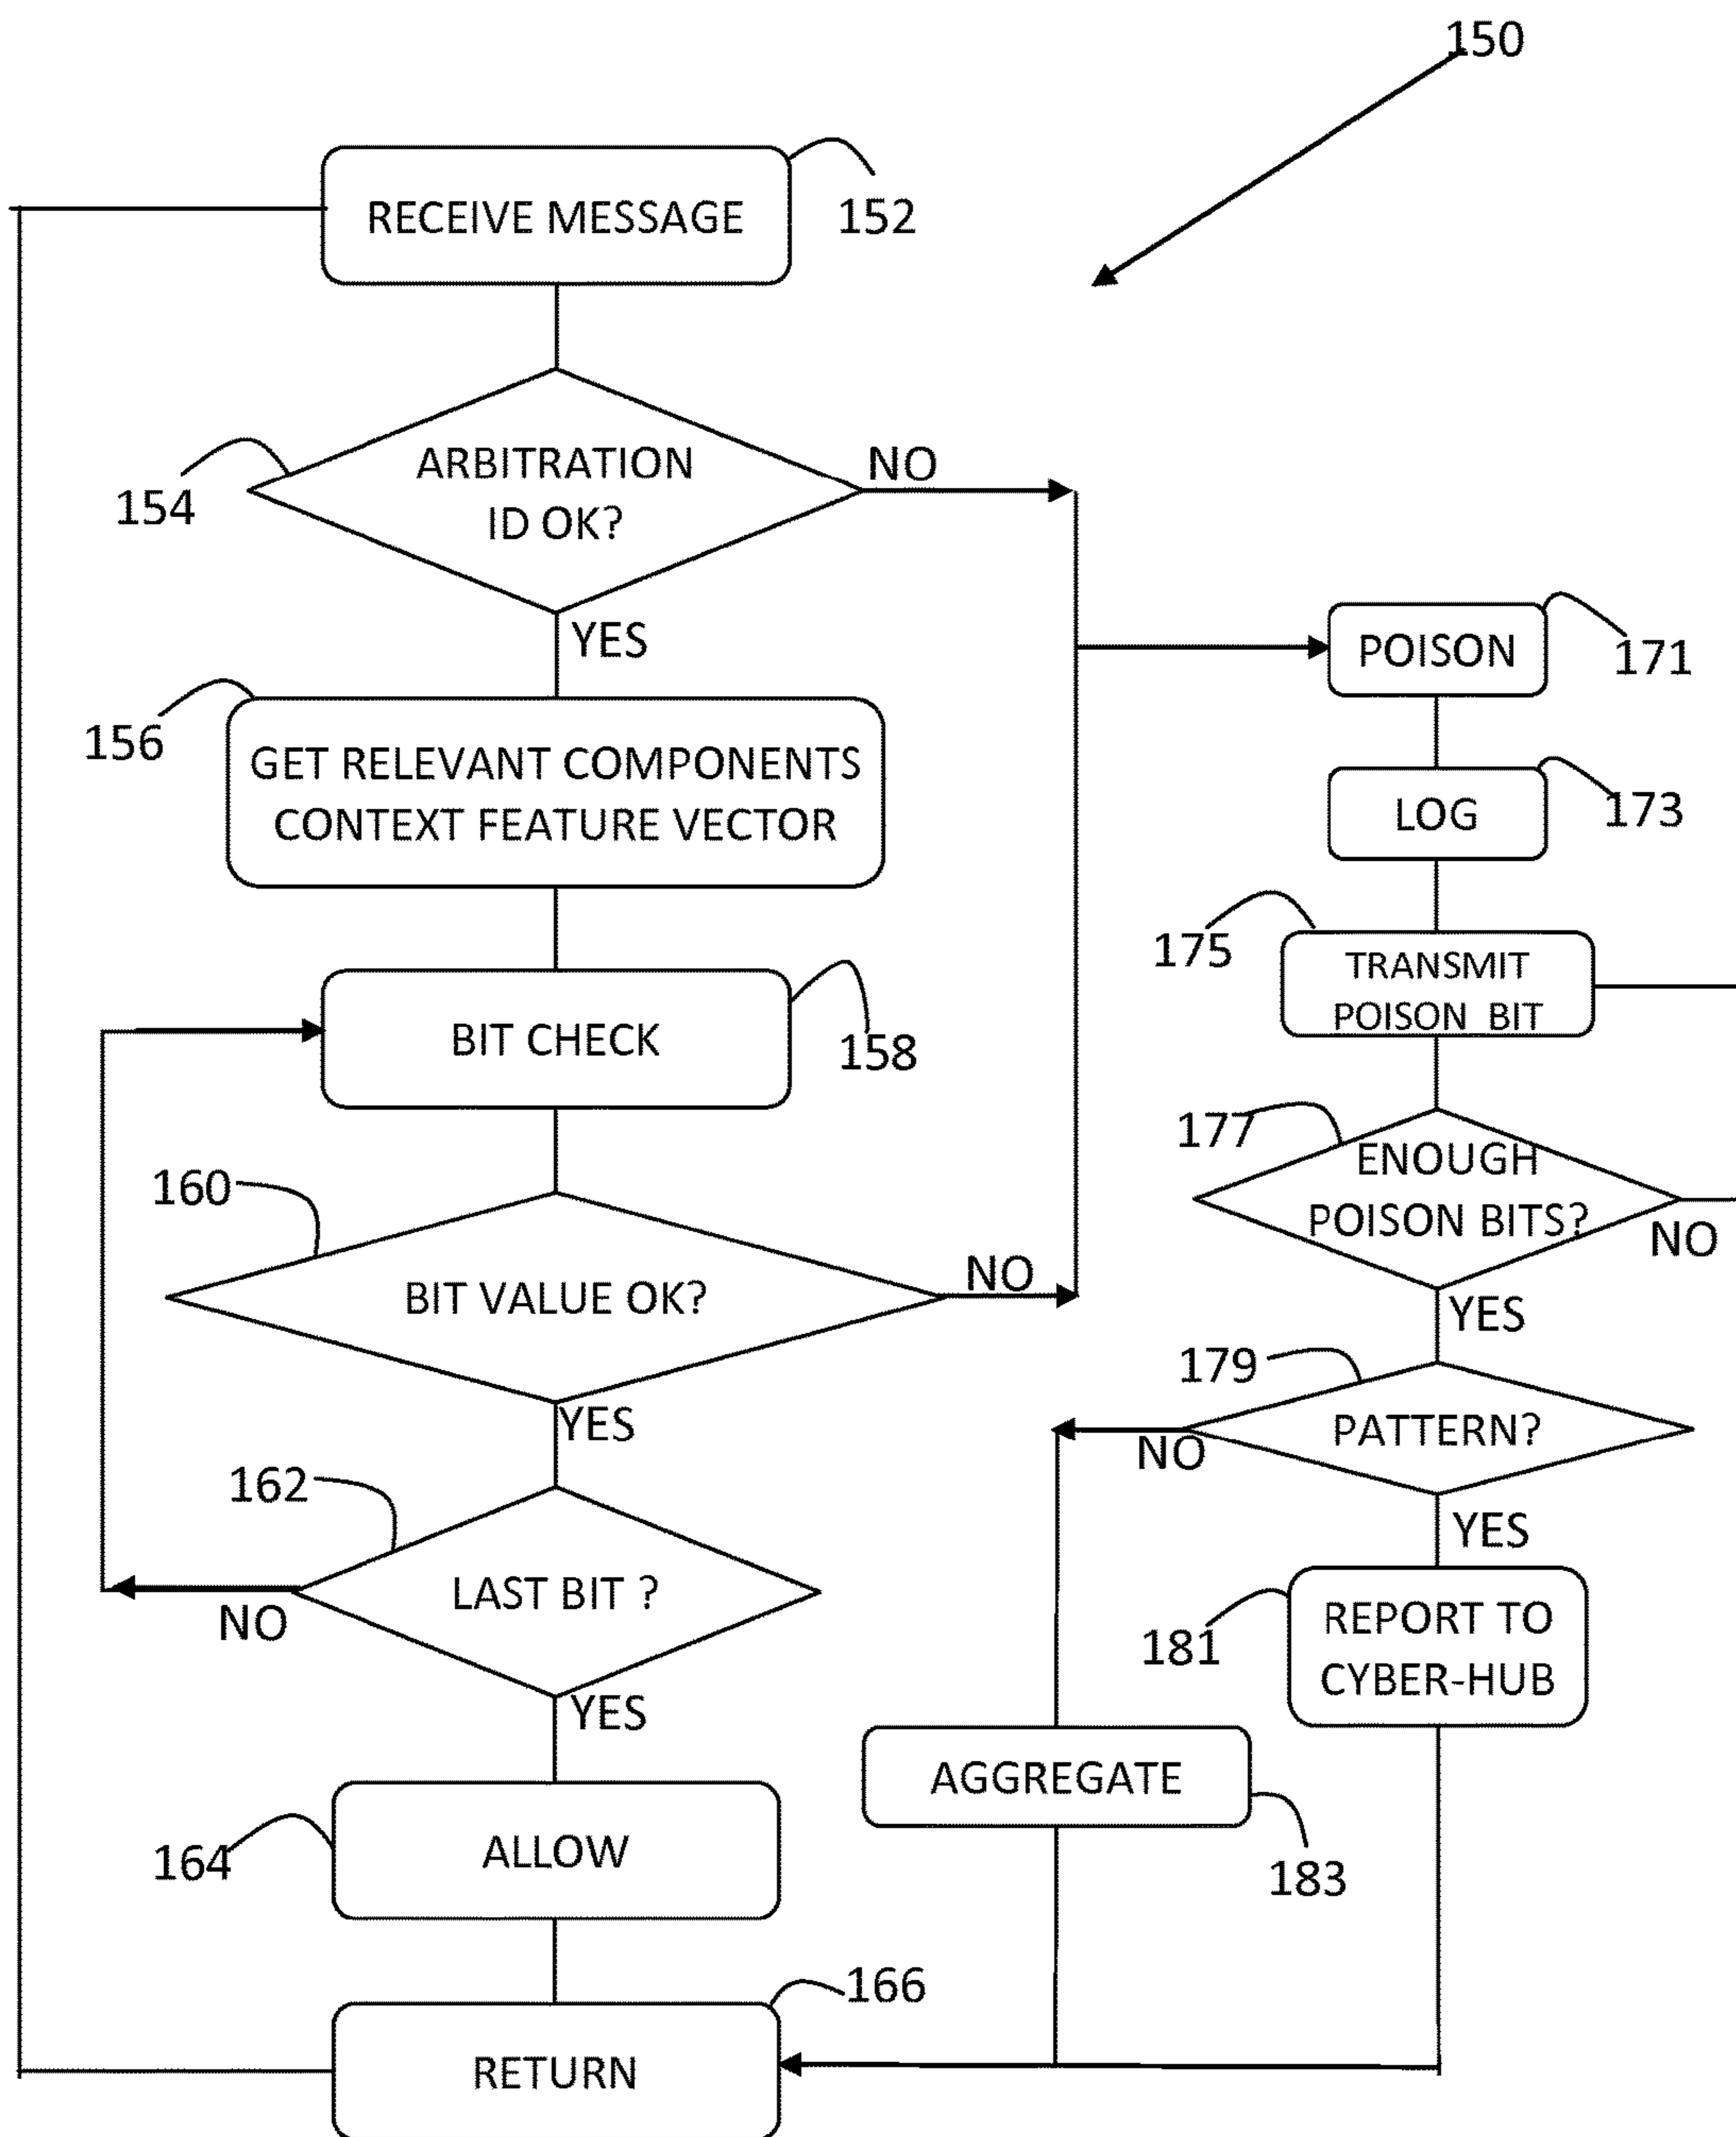 150
RECEIVE MESSAGE
152
ARBITRATION
ID OK?
154
NO
YES
156
GET RELEVANT COMPONENTS
CONTEXT FEATURE VECTOR
BIT CHECK
158
160
BIT VALUE OK?
NO
YES
162
LAST BIT ?
NO
YES
164
ALLOW
166
RETURN
POISON
171
LOG
173
175
TRANSMIT
POISON BIT
177
ENOUGH
POISON BITS?
NO
YES
179
PATTERN?
NO
YES
181
REPORT TO
CYBER-HUB
AGGREGATE
183